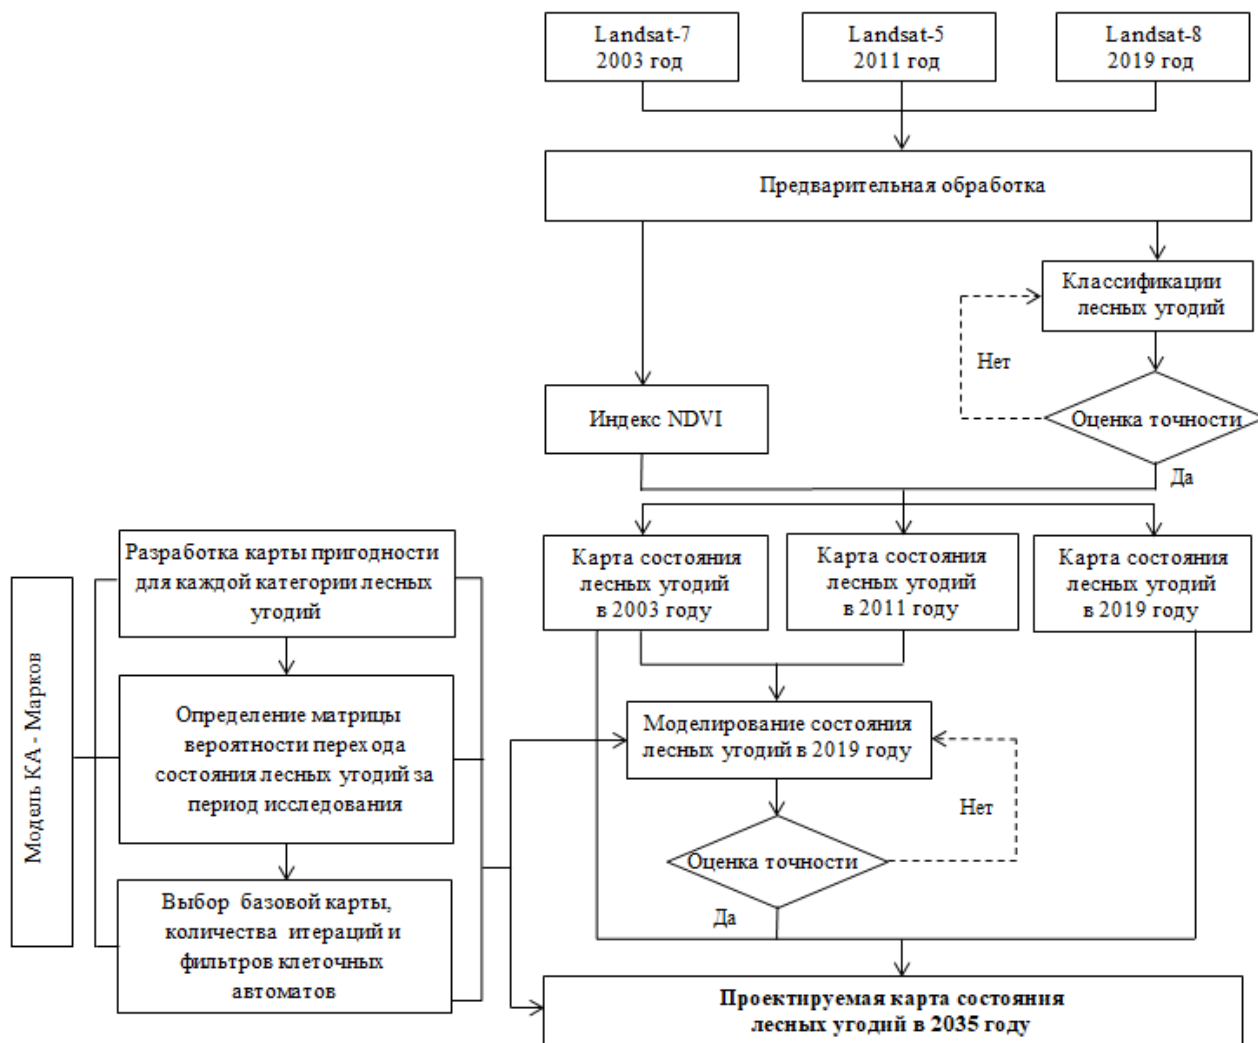 Landsat-7
2003 год
Landsat-5
2011 год
Landsat-8
2019 год
Предварительная обработка
Классификации
лесных угодий
Нет
Оценка точности
Да
Индекс NDVI
Карта состояния
лесных угодий
в 2003 году
Карта состояния
лесных угодий
в 2011 году
Карта состояния
лесных угодий
в 2019 году
Модель КА - Марков
Разработка карты пригодности
для каждой категории лесных
угодий
Определение матрицы
вероятности перехода
состояния лесных угодий за
период исследования
Выбор базовой карты,
количества итераций и
фильтров клеточных
автоматов
Моделирование состояния
лесных угодий в 2019 году
Нет
Оценка точности
Да
Проектируемая карта состояния
лесных угодий в 2035 году